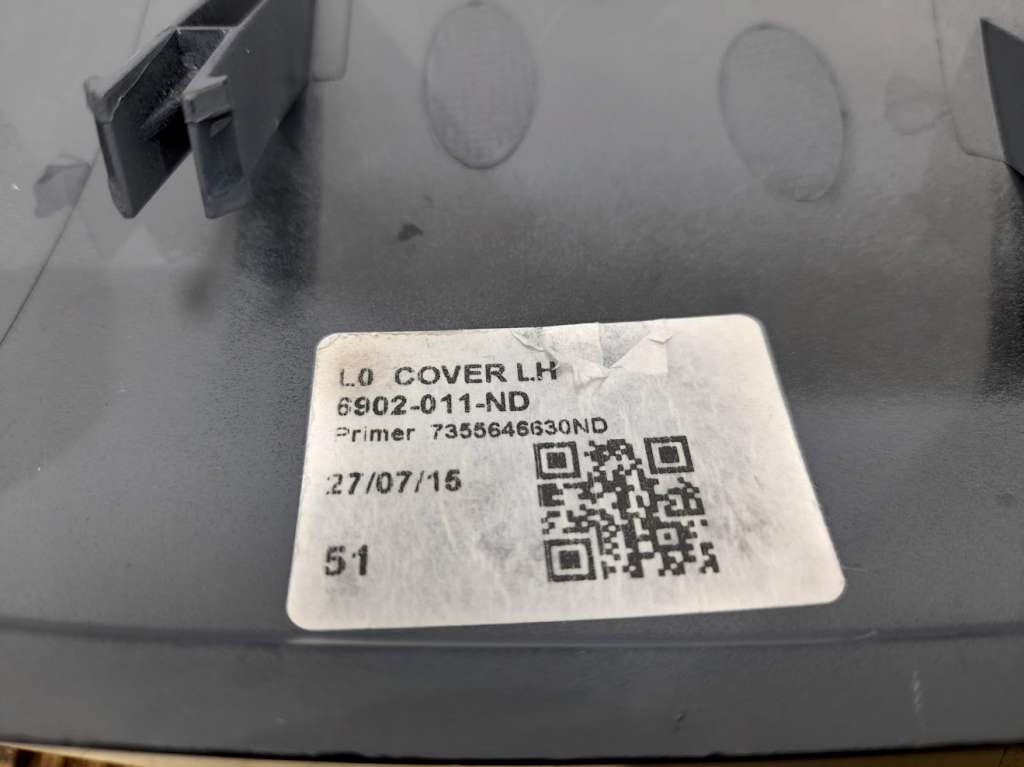 L0 COVER LH
6902-011-ND
Primer 7355646630ND
27/07/15
51